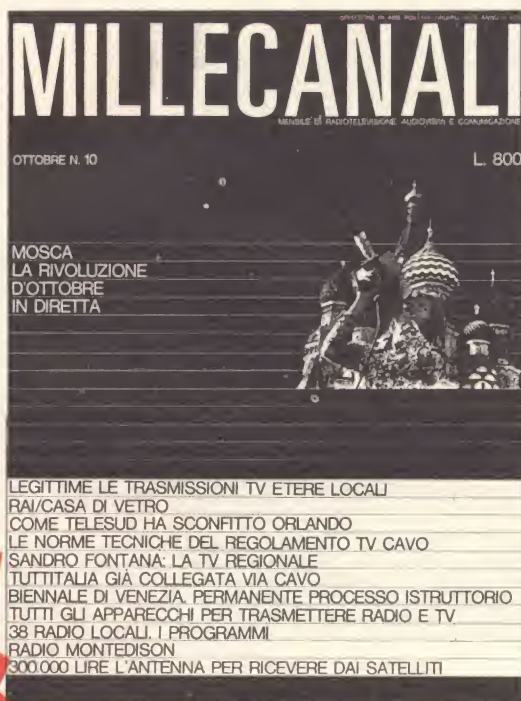 MILLECANALI
MENSILE DI RADIOTELEVISIONE AUDIOVISIVI E COMUNICAZIONE
OTTOBRE N. 10
L. 800
MOSCA
LA RIVOLUZIONE
D'OTTOBRE
IN DIRETTA
LEGITTIME LE TRASMISSIONI TV ETERE LOCALI
RAI/CASA DI VETRO
COME TELESUD HA SCONFITTO ORLANDO
LE NORME TECNICHE DEL REGOLAMENTO TV CAVO
SANDRO FONTANA: LA TV REGIONALE
TUTTITALIA GIÀ COLLEGATA VIA CAVO
BIENNALE DI VENEZIA. PERMANENTE PROCESSO ISTRUTTORIO
TUTTI GLI APPARECCHI PER TRASMETTERE RADIO E TV
38 RADIO LOCALI. I PROGRAMMI
RADIO MONTEDISON
300.000 LIRE L'ANTENNA PER RICEVERE DAI SATELLITI